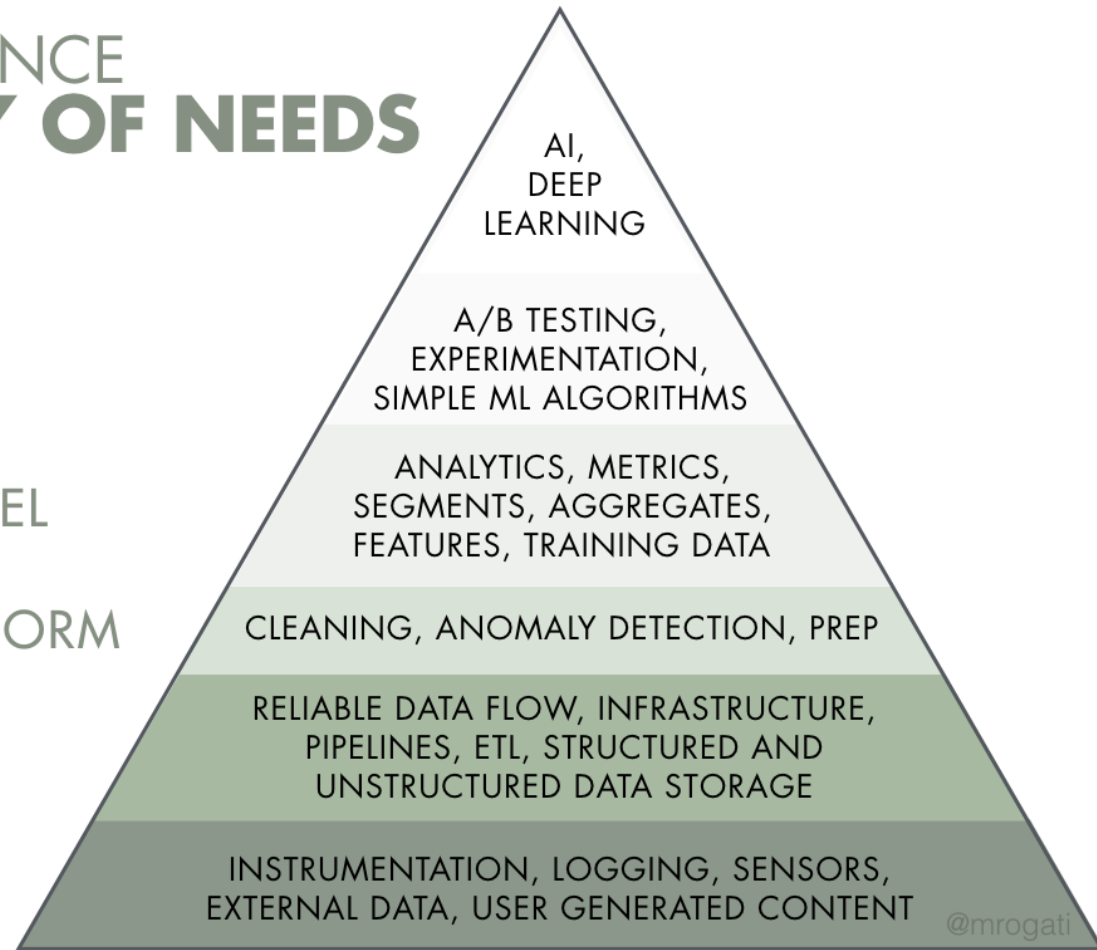 NCE
Y OF NEEDS
AI,
DEEP
LEARNING
A/B TESTING,
EXPERIMENTATION,
SIMPLE ML ALGORITHMS
ANALYTICS, METRICS,
SEGMENTS, AGGREGATES,
FEATURES, TRAINING DATA
EL
CLEANING, ANOMALY DETECTION, PREP
ORM
RELIABLE DATA FLOW, INFRASTRUCTURE,
PIPELINES, ETL, STRUCTURED AND
UNSTRUCTURED DATA STORAGE
INSTRUMENTATION, LOGGING, SENSORS,
EXTERNAL DATA, USER GENERATED CONTENT
@mrogati